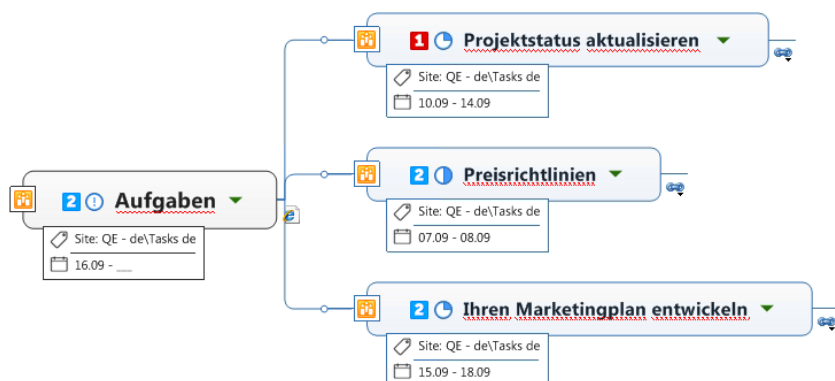 1 Projektstatus aktualisieren
Site: QE - de\Tasks de
10.09 - 14.09
2 Preisrichtlinien
Site: QE - de\Tasks de
07.09 - 08.09
2 Aufgaben
Site: QE - de\Tasks de
16.09 - __
2 Ihren Marketingplan entwickeln
Site: QE - de\Tasks de
15.09 - 18.09